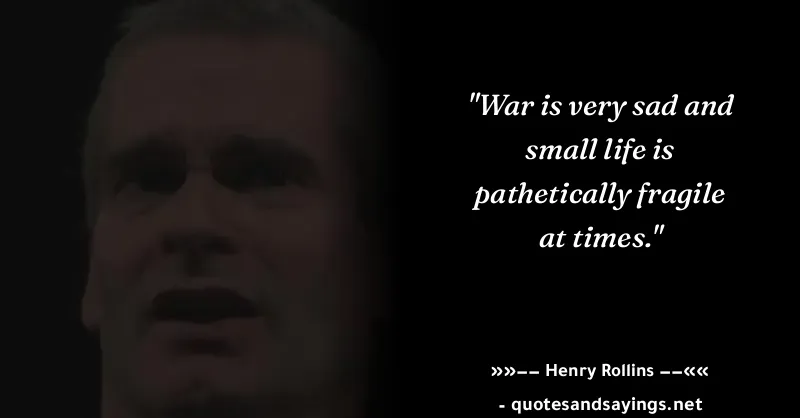 "War is very sad and
small life is
pathetically fragile
at times."
»»−− Henry Rollins −−««
- quotesandsayings.net